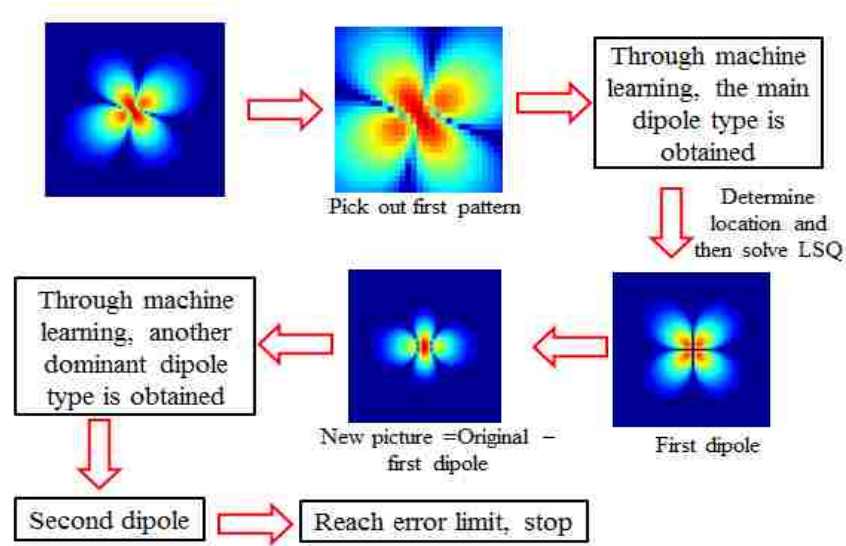 Pick out first pattern
Through machine
learning, the main
dipole type is
obtained
Determine
location and
then solve LSQ
First dipole
New picture =Original –
first dipole
Through machine
learning, another
dominant dipole
type is obtained
Second dipole
Reach error limit, stop